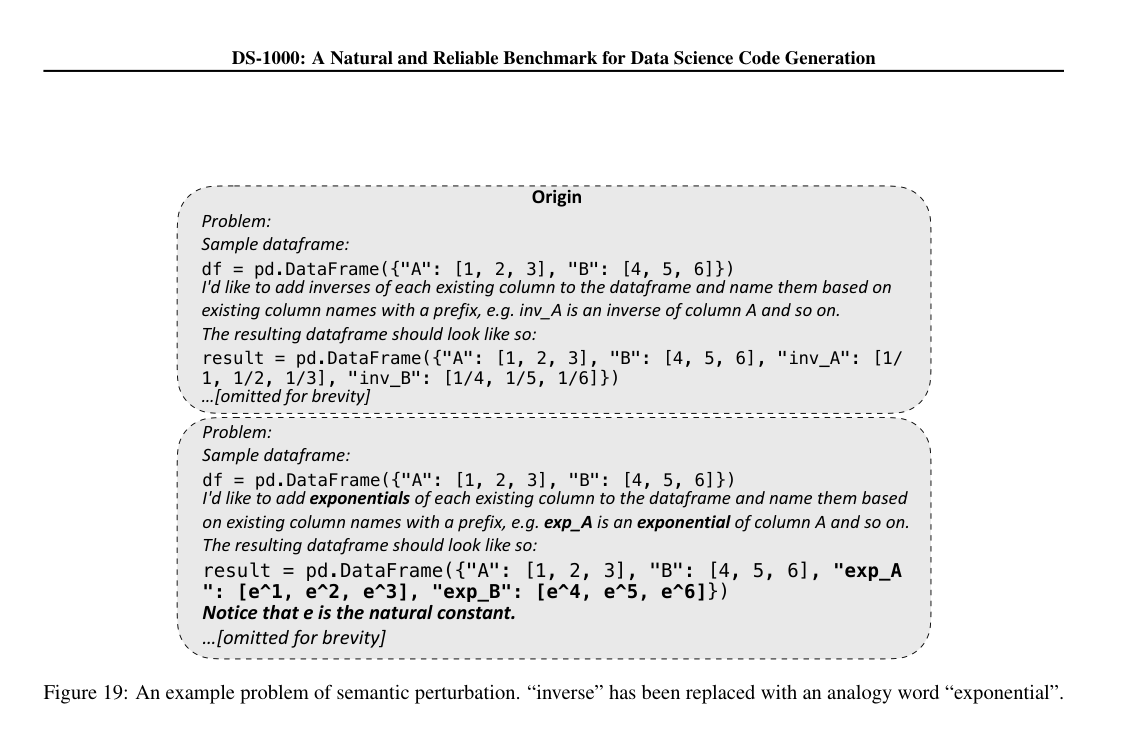 DS-1000: A Natural and Reliable Benchmark for Data Science Code Generation
Origin
Problem:
Sample dataframe:
df = pd.DataFrame({"A": [1, 2, 3], "B": [4, 5, 6]})
I'd like to add inverses of each existing column to the dataframe and name them based on
existing column names with a prefix, e.g. inv_A is an inverse of column A and so on.
The resulting dataframe should look like so:
result = pd.DataFrame({"A": [1, 2, 3], "B": [4, 5, 6], "inv_A": [1/
1, 1/2, 1/3], "inv_B": [1/4, 1/5, 1/6]})
…[omitted for brevity]
Problem:
Sample dataframe:
df = pd.DataFrame({"A": [1, 2, 3], "B": [4, 5, 6]})
I'd like to add exponentials of each existing column to the dataframe and name them based
on existing column names with a prefix, e.g. exp_A is an exponential of column A and so on.
The resulting dataframe should look like so:
result = pd.DataFrame({"A": [1, 2, 3], "B": [4, 5, 6], "exp_A
": [e^1, e^2, e^3], "exp_B": [e^4, e^5, e^6]})
Notice that e is the natural constant.
…[omitted for brevity]
Figure 19: An example problem of semantic perturbation. “inverse” has been replaced with an analogy word “exponential”.